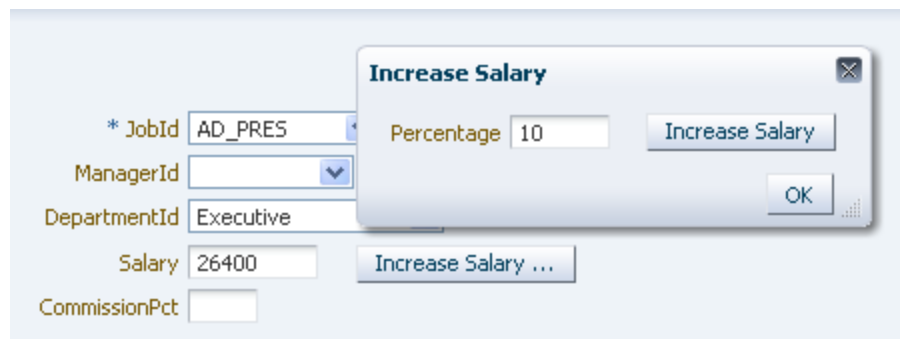 Increase Salary
* JobId AD_PRES
Percentage 10 Increase Salary
ManagerId
OK
DepartmentId Executive
Salary 26400 Increase Salary ...
CommissionPct